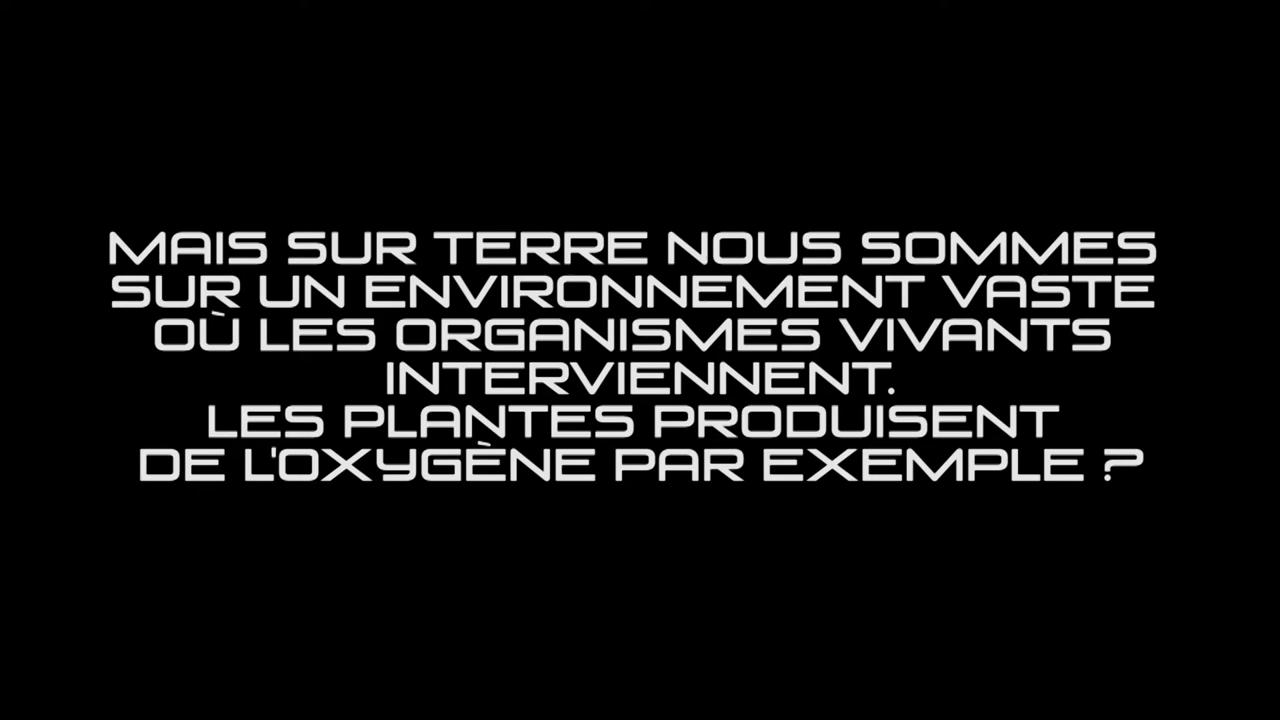 MAIS SUR TERRE NOUS SOMMES
SUR UN ENVIRONNEMENT VASTE
OÙ LES ORGANISMES VIVANTS
INTERVIENNENT.
LES PLANTES PRODUISENT
DE L'OXYGÈNE PAR EXEMPLE ?